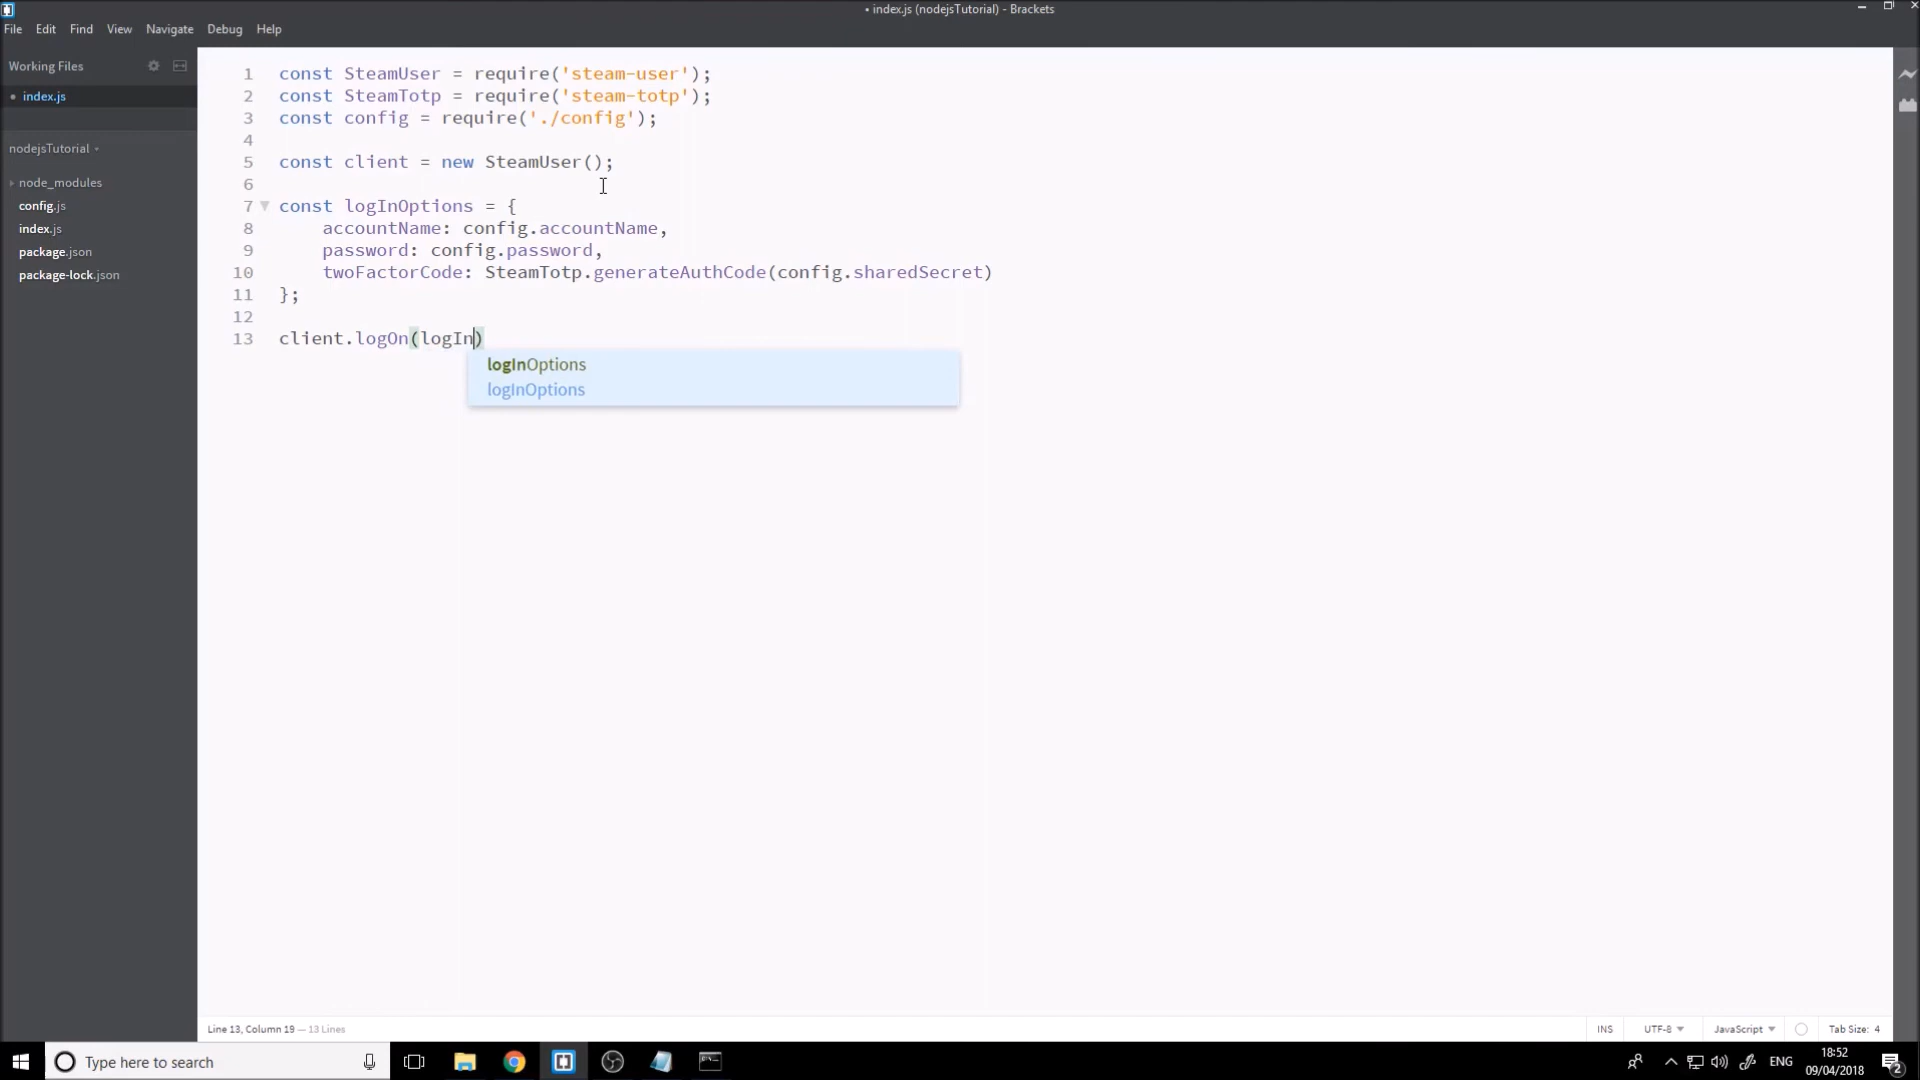 • index.js (nodejsTutorial) - Brackets
File Edit Find View Navigate Debug Help
Working Files
• index.js
nodejsTutorial
node_modules
config.js
index.js
package.json
package-lock.json
1 const SteamUser = require('steam-user');
2 const SteamTotp = require('steam-totp');
3 const config = require('./config');
4
5 const client = new SteamUser();
6
7 const logInOptions = {
8 accountName: config.accountName,
9 password: config.password,
10 twoFactorCode: SteamTotp.generateAuthCode(config.sharedSecret)
11 };
12
13 client.logOn(logIn)
logInOptions
logInOptions
Line 13, Column 19 — 13 Lines
INS UTF-8 JavaScript Tab Size: 4
Type here to search
ENG
18:52
09/04/2018
2